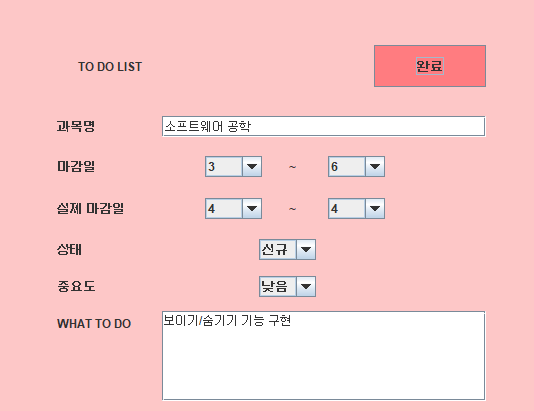 TO DO LIST
완료
과목명
소프트웨어 공학
마감일
3 ~ 6
실제 마감일
4 ~ 4
상태
신규
중요도
낮음
WHAT TO DO
보이기/숨기기 기능 구현